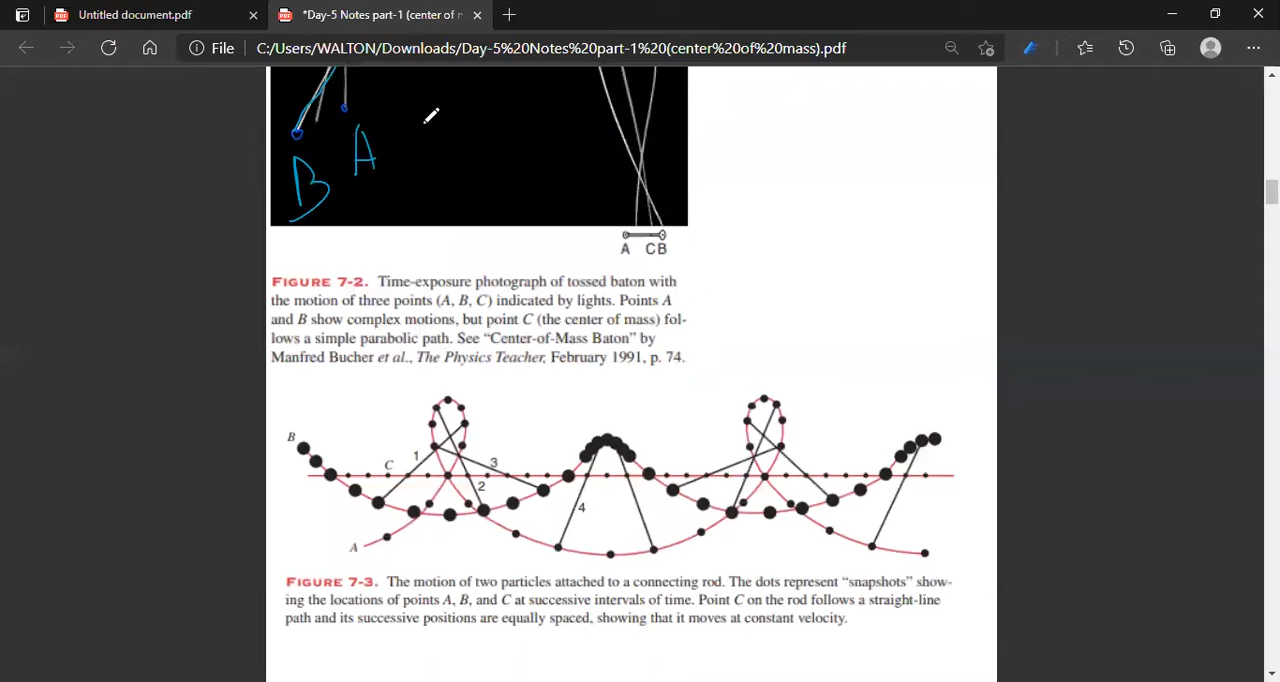 Untitled document.pdf
*Day-5 Notes part-1 (center of r
File
C:/Users/WALTON/Downloads/Day-5%20Notes%20part-1%20(center%20of%20mass).pdf
B A
A CB
FIGURE 7-2. Time-exposure photograph of tossed baton with
the motion of three points (A, B, C) indicated by lights. Points A
and B show complex motions, but point C (the center of mass) fol-
lows a simple parabolic path. See “Center-of-Mass Baton” by
Manfred Bucher et al., The Physics Teacher, February 1991, p. 74.
B
C 1 3
2
4
A
FIGURE 7-3. The motion of two particles attached to a connecting rod. The dots represent “snapshots” show-
ing the locations of points A, B, and C at successive intervals of time. Point C on the rod follows a straight-line
path and its successive positions are equally spaced, showing that it moves at constant velocity.